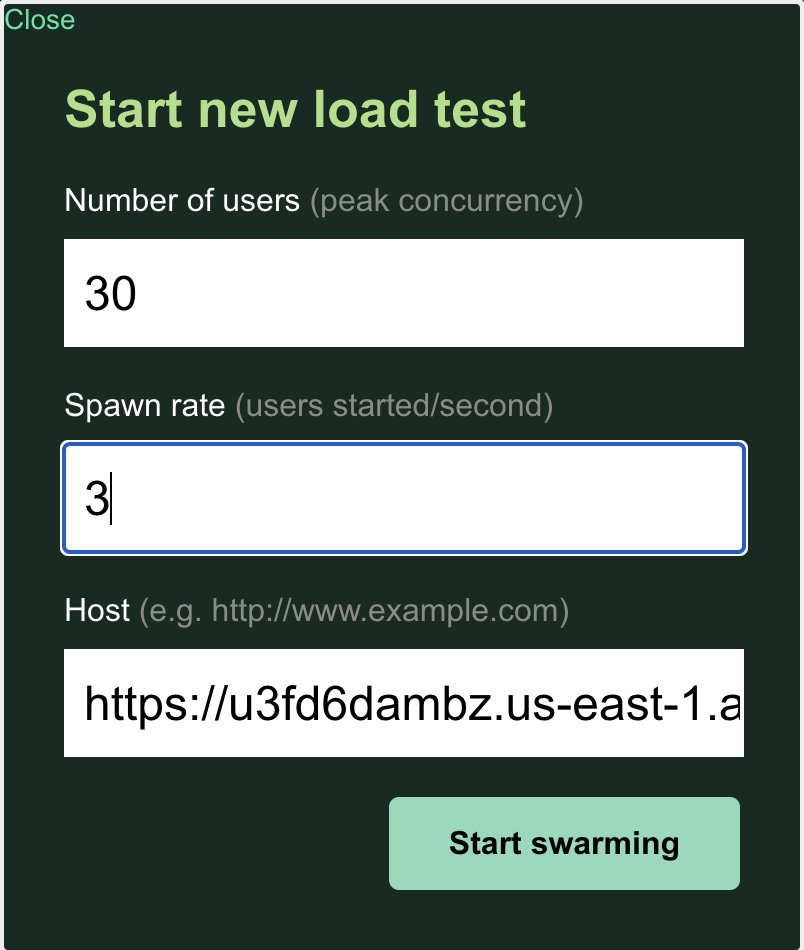 Close
Start new load test
Number of users (peak concurrency)
30
Spawn rate (users started/second)
3
Host (e.g. http://www.example.com)
https://u3fd6dambz.us-east-1.a
Start swarming